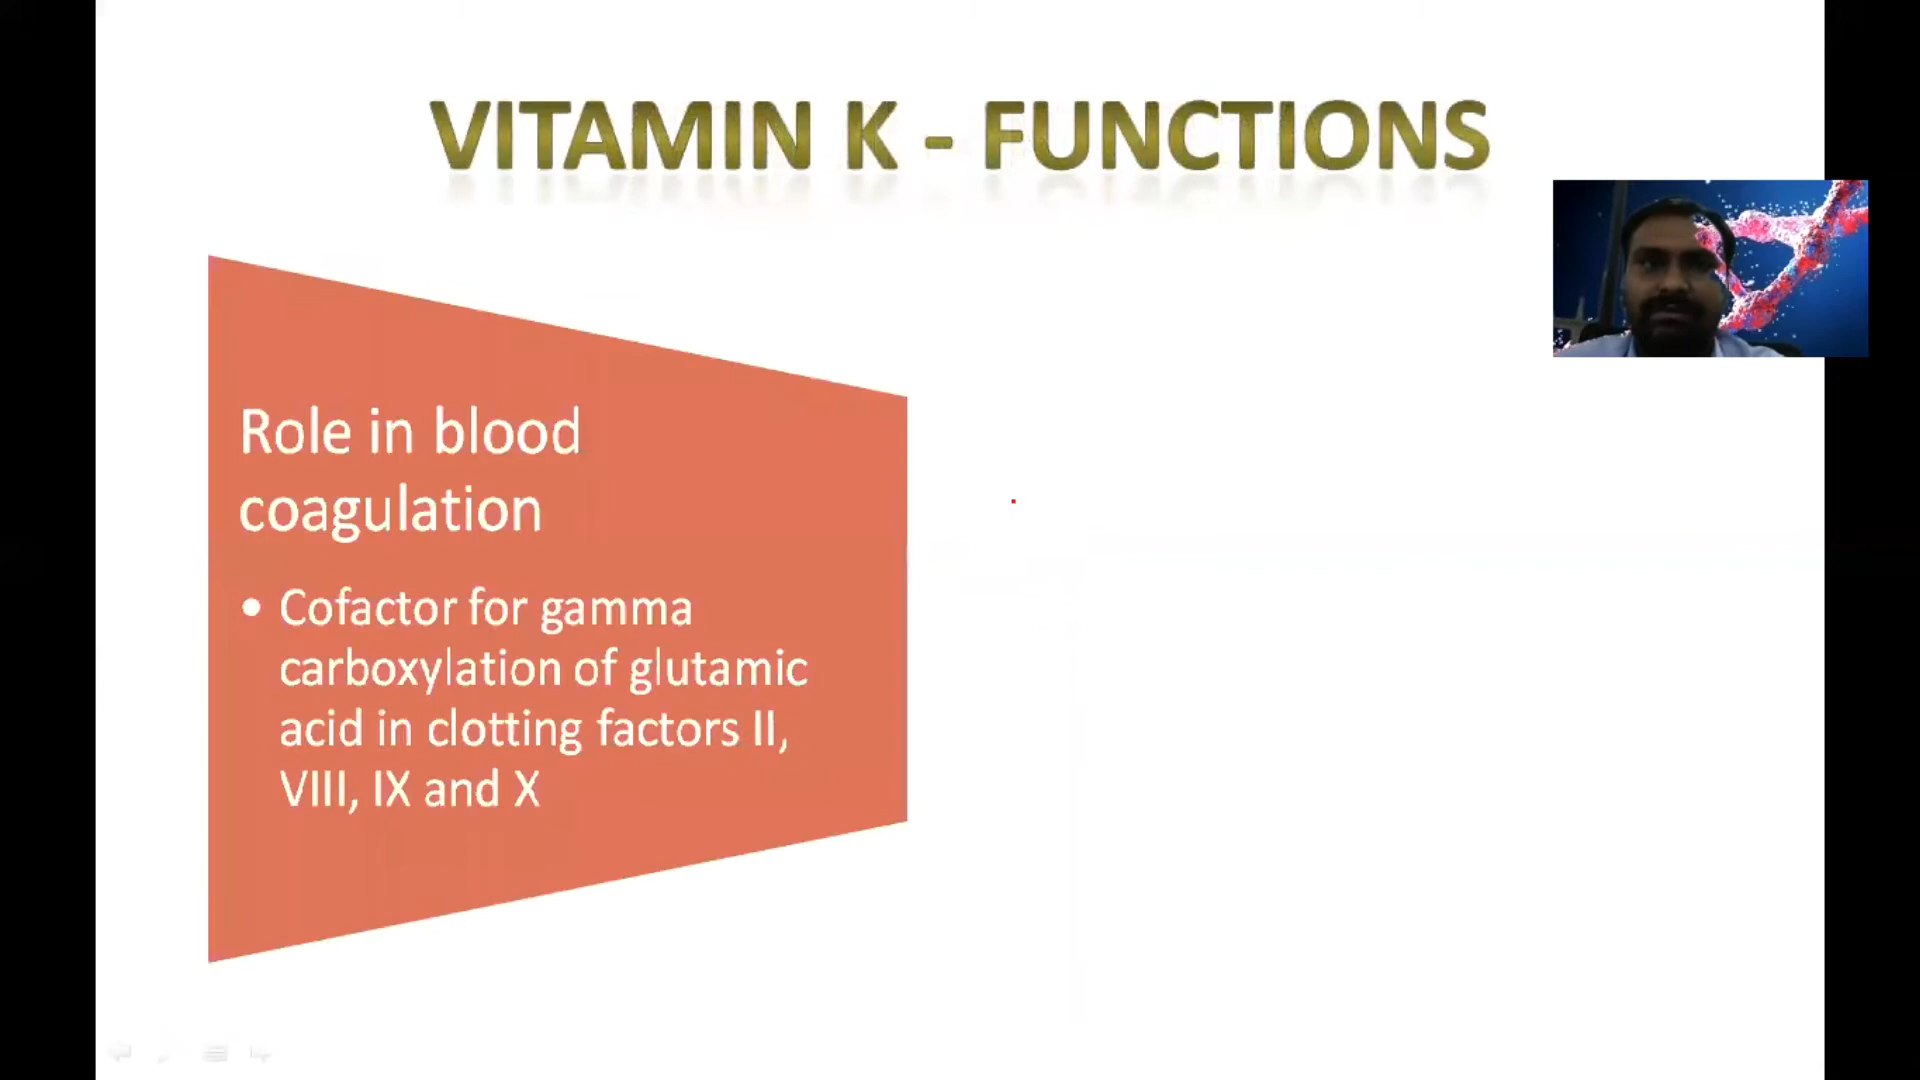 VITAMIN K - FUNCTIONS
Role in blood
coagulation
• Cofactor for gamma
carboxylation of glutamic
acid in clotting factors II,
VIII, IX and X